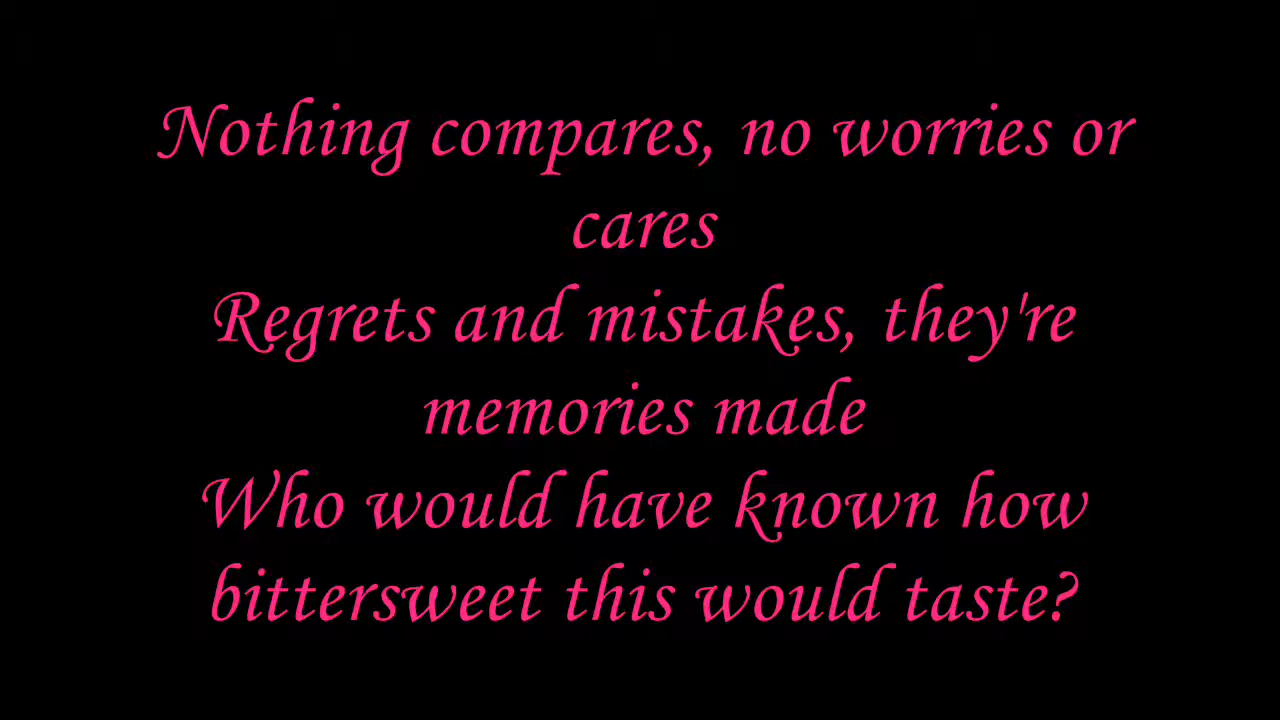 Nothing compares, no worries or
cares
Regrets and mistakes, they're
memories made
Who would have known how
bittersweet this would taste?